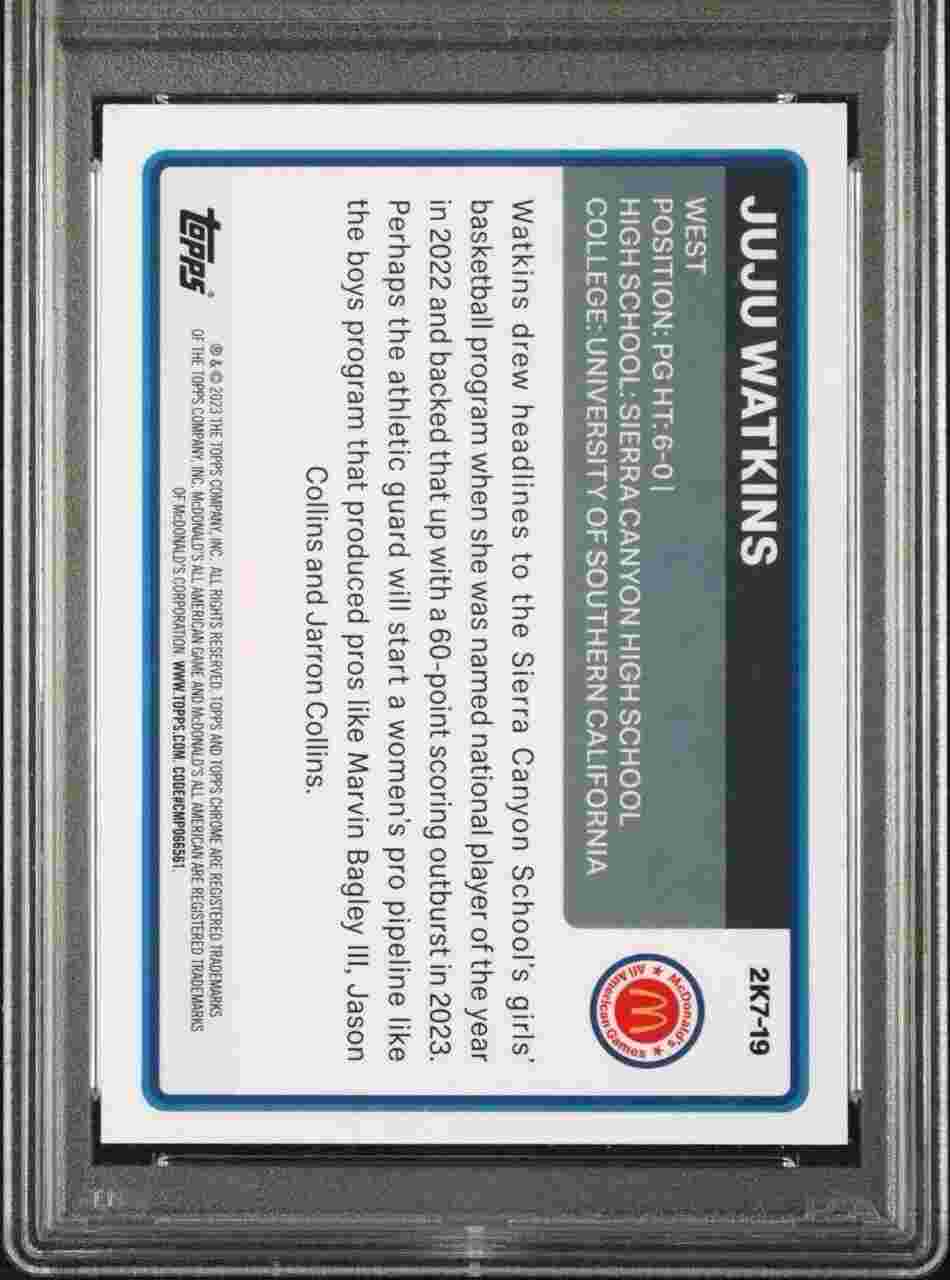 JUJU WATKINS
2K7-19
WEST
POSITION: PG HT: 6-0 |
HIGH SCHOOL: SIERRA CANYON HIGH SCHOOL
COLLEGE: UNIVERSITY OF SOUTHERN CALIFORNIA
McDonald's
All American Games
Watkins drew headlines to the Sierra Canyon School's girls'
basketball program when she was named national player of the year
in 2022 and backed that up with a 60-point scoring outburst in 2023.
Perhaps the athletic guard will start a women's pro pipeline like
the boys program that produced pros like Marvin Bagley III, Jason
Collins and Jarron Collins.
topps®
® & © 2023 THE TOPPS COMPANY, INC. ALL RIGHTS RESERVED. TOPPS AND TOPPS CHROME ARE REGISTERED TRADEMARKS
OF THE TOPPS COMPANY, INC. McDONALD'S ALL AMERICAN GAME AND McDONALD'S ALL AMERICAN ARE REGISTERED TRADEMARKS
OF McDONALD'S CORPORATION. WWW.TOPPS.COM. CODE#CMP066561.